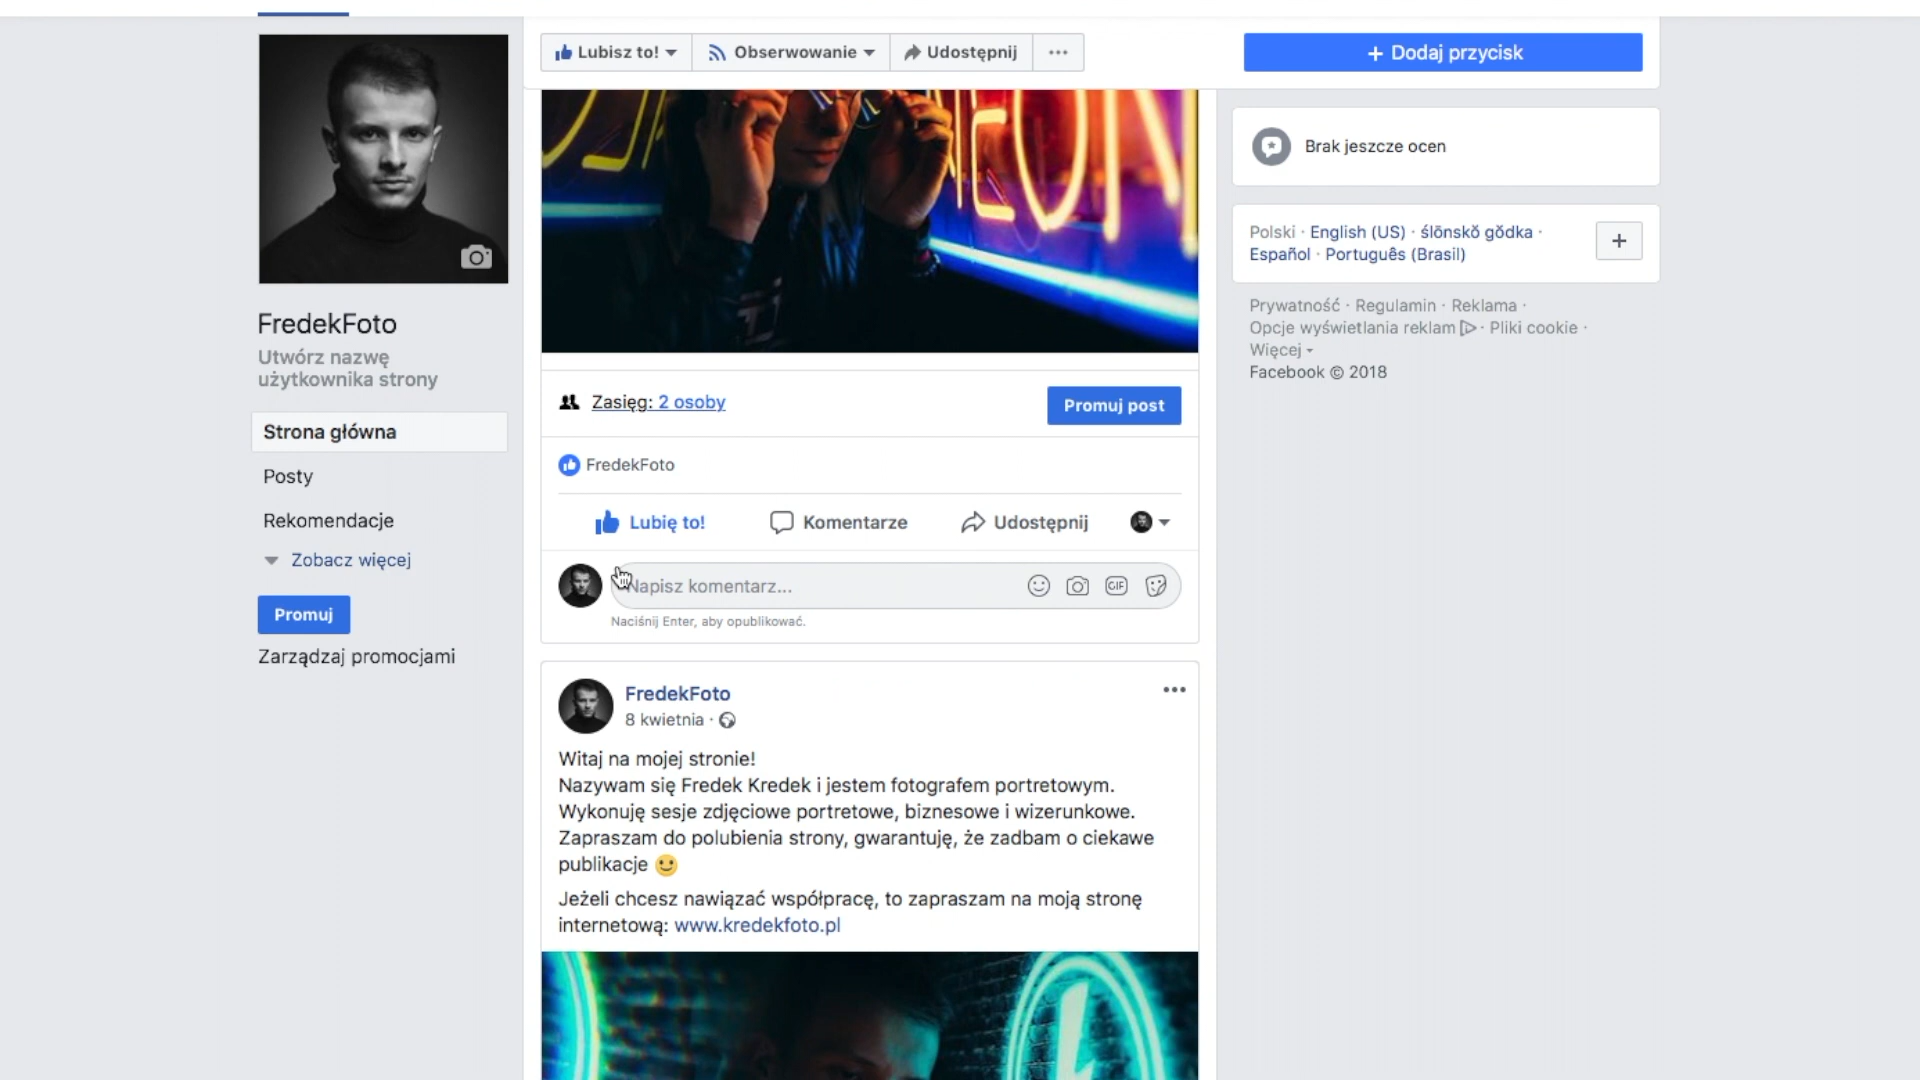 Lubisz to!
Obserwowanie
Udostępnij
+ Dodaj przycisk
FredekFoto
Utwórz nazwę
użytkownika strony
Strona główna
Posty
Rekomendacje
Zobacz więcej
Promuj
Zarządzaj promocjami
Zasięg: 2 osoby
Promuj post
FredekFoto
Lubię to!
Komentarze
Udostępnij
Napisz komentarz...
GIF
Naciśnij Enter, aby opublikować.
FredekFoto
8 kwietnia ·
Witaj na mojej stronie!
Nazywam się Fredek Kredek i jestem fotografem portretowym.
Wykonuję sesje zdjęciowe portretowe, biznesowe i wizerunkowe.
Zapraszam do polubienia strony, gwarantuję, że zadbam o ciekawe
publikacje 🙂
Jeżeli chcesz nawiązać współpracę, to zapraszam na moją stronę
internetową: www.kredekfoto.pl
Brak jeszcze ocen
Polski · English (US) · ślōnskŏ gŏdka ·
Español · Português (Brasil)
Prywatność · Regulamin · Reklama ·
Opcje wyświetlania reklam · Pliki cookie ·
Więcej
Facebook © 2018